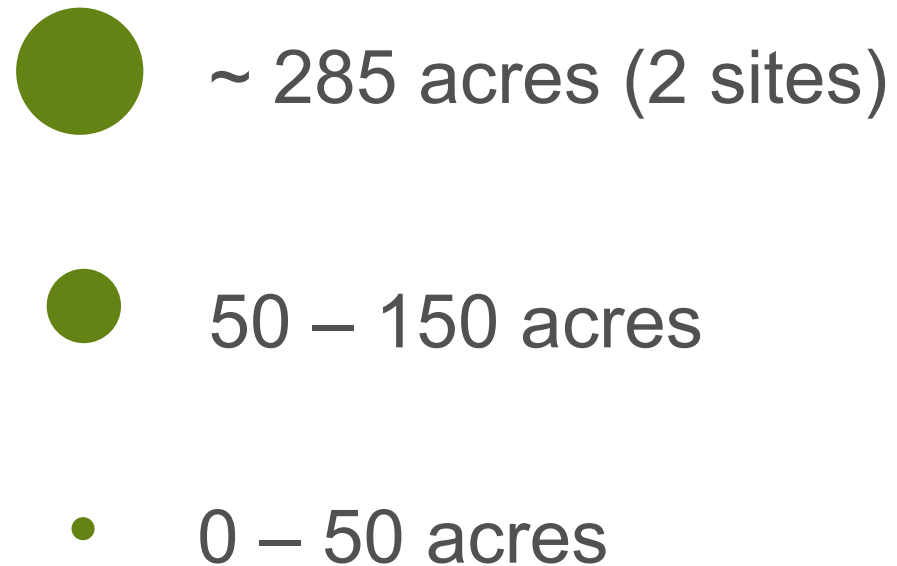 ~ 285 acres (2 sites)
50 – 150 acres
0 – 50 acres